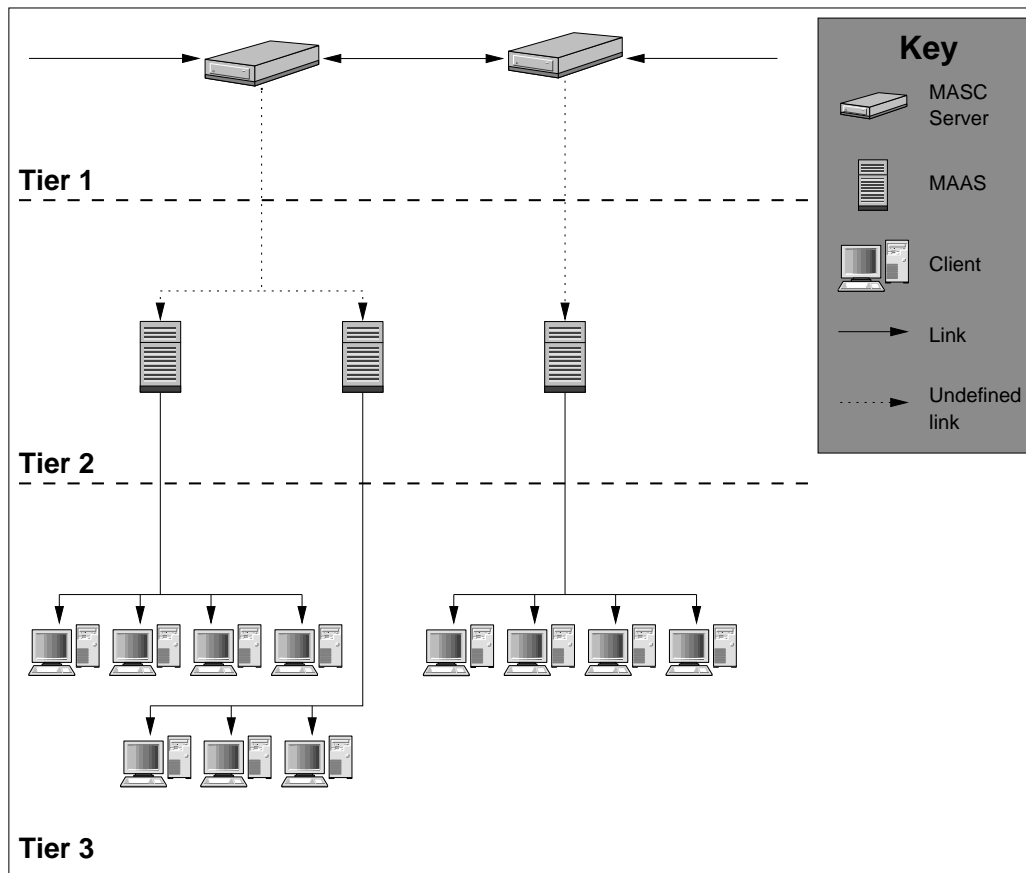 Key
MASC
Server
Tier 1
MAAS
Client
Link
Undefined
link
Tier 2
Tier 3